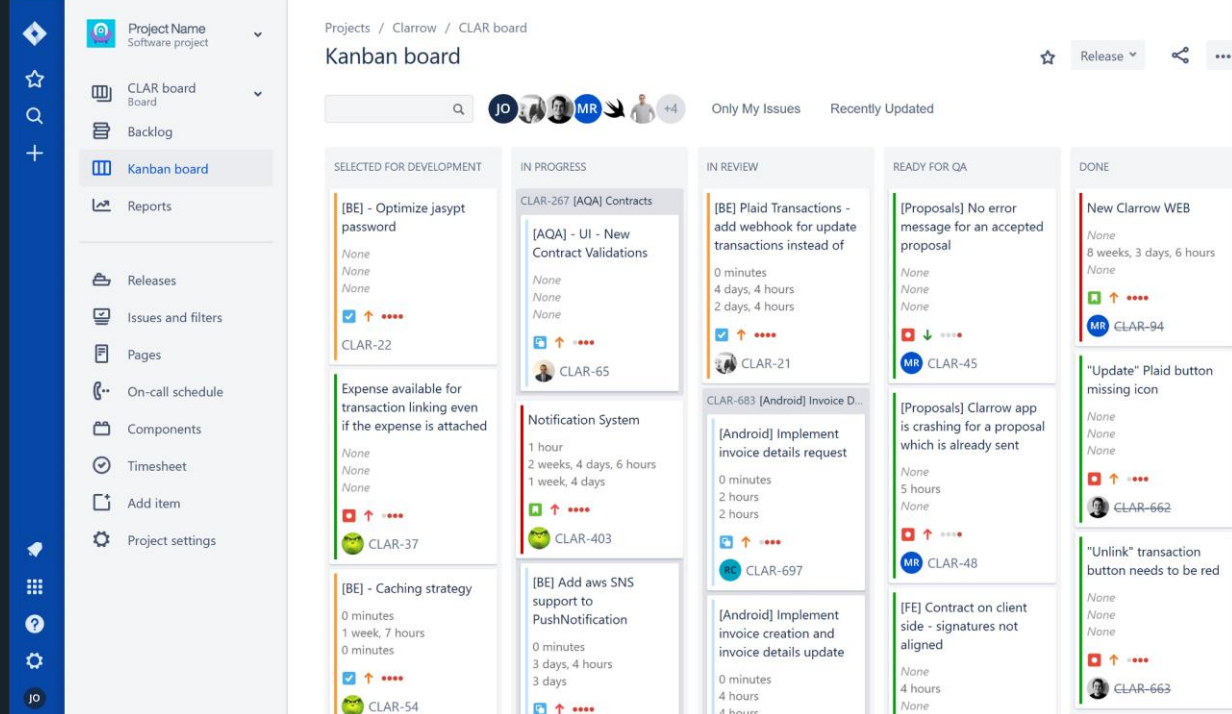 Project Name
Software project
CLAR board
Board
Backlog
Kanban board
Reports
Releases
Issues and filters
Pages
On-call schedule
Components
Timesheet
Add item
Project settings
JO
Projects / Clarrow / CLAR board
Kanban board
Release
JO
MR
+4
Only My Issues
Recently Updated
SELECTED FOR DEVELOPMENT
[BE] - Optimize jasypt
password
None
None
None
CLAR-22
Expense available for
transaction linking even
if the expense is attached
None
None
None
CLAR-37
[BE] - Caching strategy
0 minutes
1 week, 7 hours
0 minutes
CLAR-54
IN PROGRESS
CLAR-267 [AQA] Contracts
[AQA] - UI - New
Contract Validations
None
None
None
CLAR-65
Notification System
1 hour
2 weeks, 4 days, 6 hours
1 week, 4 days
CLAR-403
[BE] Add aws SNS
support to
PushNotification
0 minutes
3 days, 4 hours
3 days
IN REVIEW
[BE] Plaid Transactions -
add webhook for update
transactions instead of
0 minutes
4 days, 4 hours
2 days, 4 hours
CLAR-21
CLAR-683 [Android] Invoice D...
[Android] Implement
invoice details request
0 minutes
2 hours
2 hours
RC
CLAR-697
[Android] Implement
invoice creation and
invoice details update
0 minutes
4 hours
4 hours
READY FOR QA
[Proposals] No error
message for an accepted
proposal
None
None
None
MR
CLAR-45
[Proposals] Clarrow app
is crashing for a proposal
which is already sent
None
5 hours
None
MR
CLAR-48
[FE] Contract on client
side - signatures not
aligned
None
4 hours
None
DONE
New Clarrow WEB
None
8 weeks, 3 days, 6 hours
None
MR
CLAR-94
"Update" Plaid button
missing icon
None
None
None
CLAR-662
"Unlink" transaction
button needs to be red
None
None
None
CLAR-663